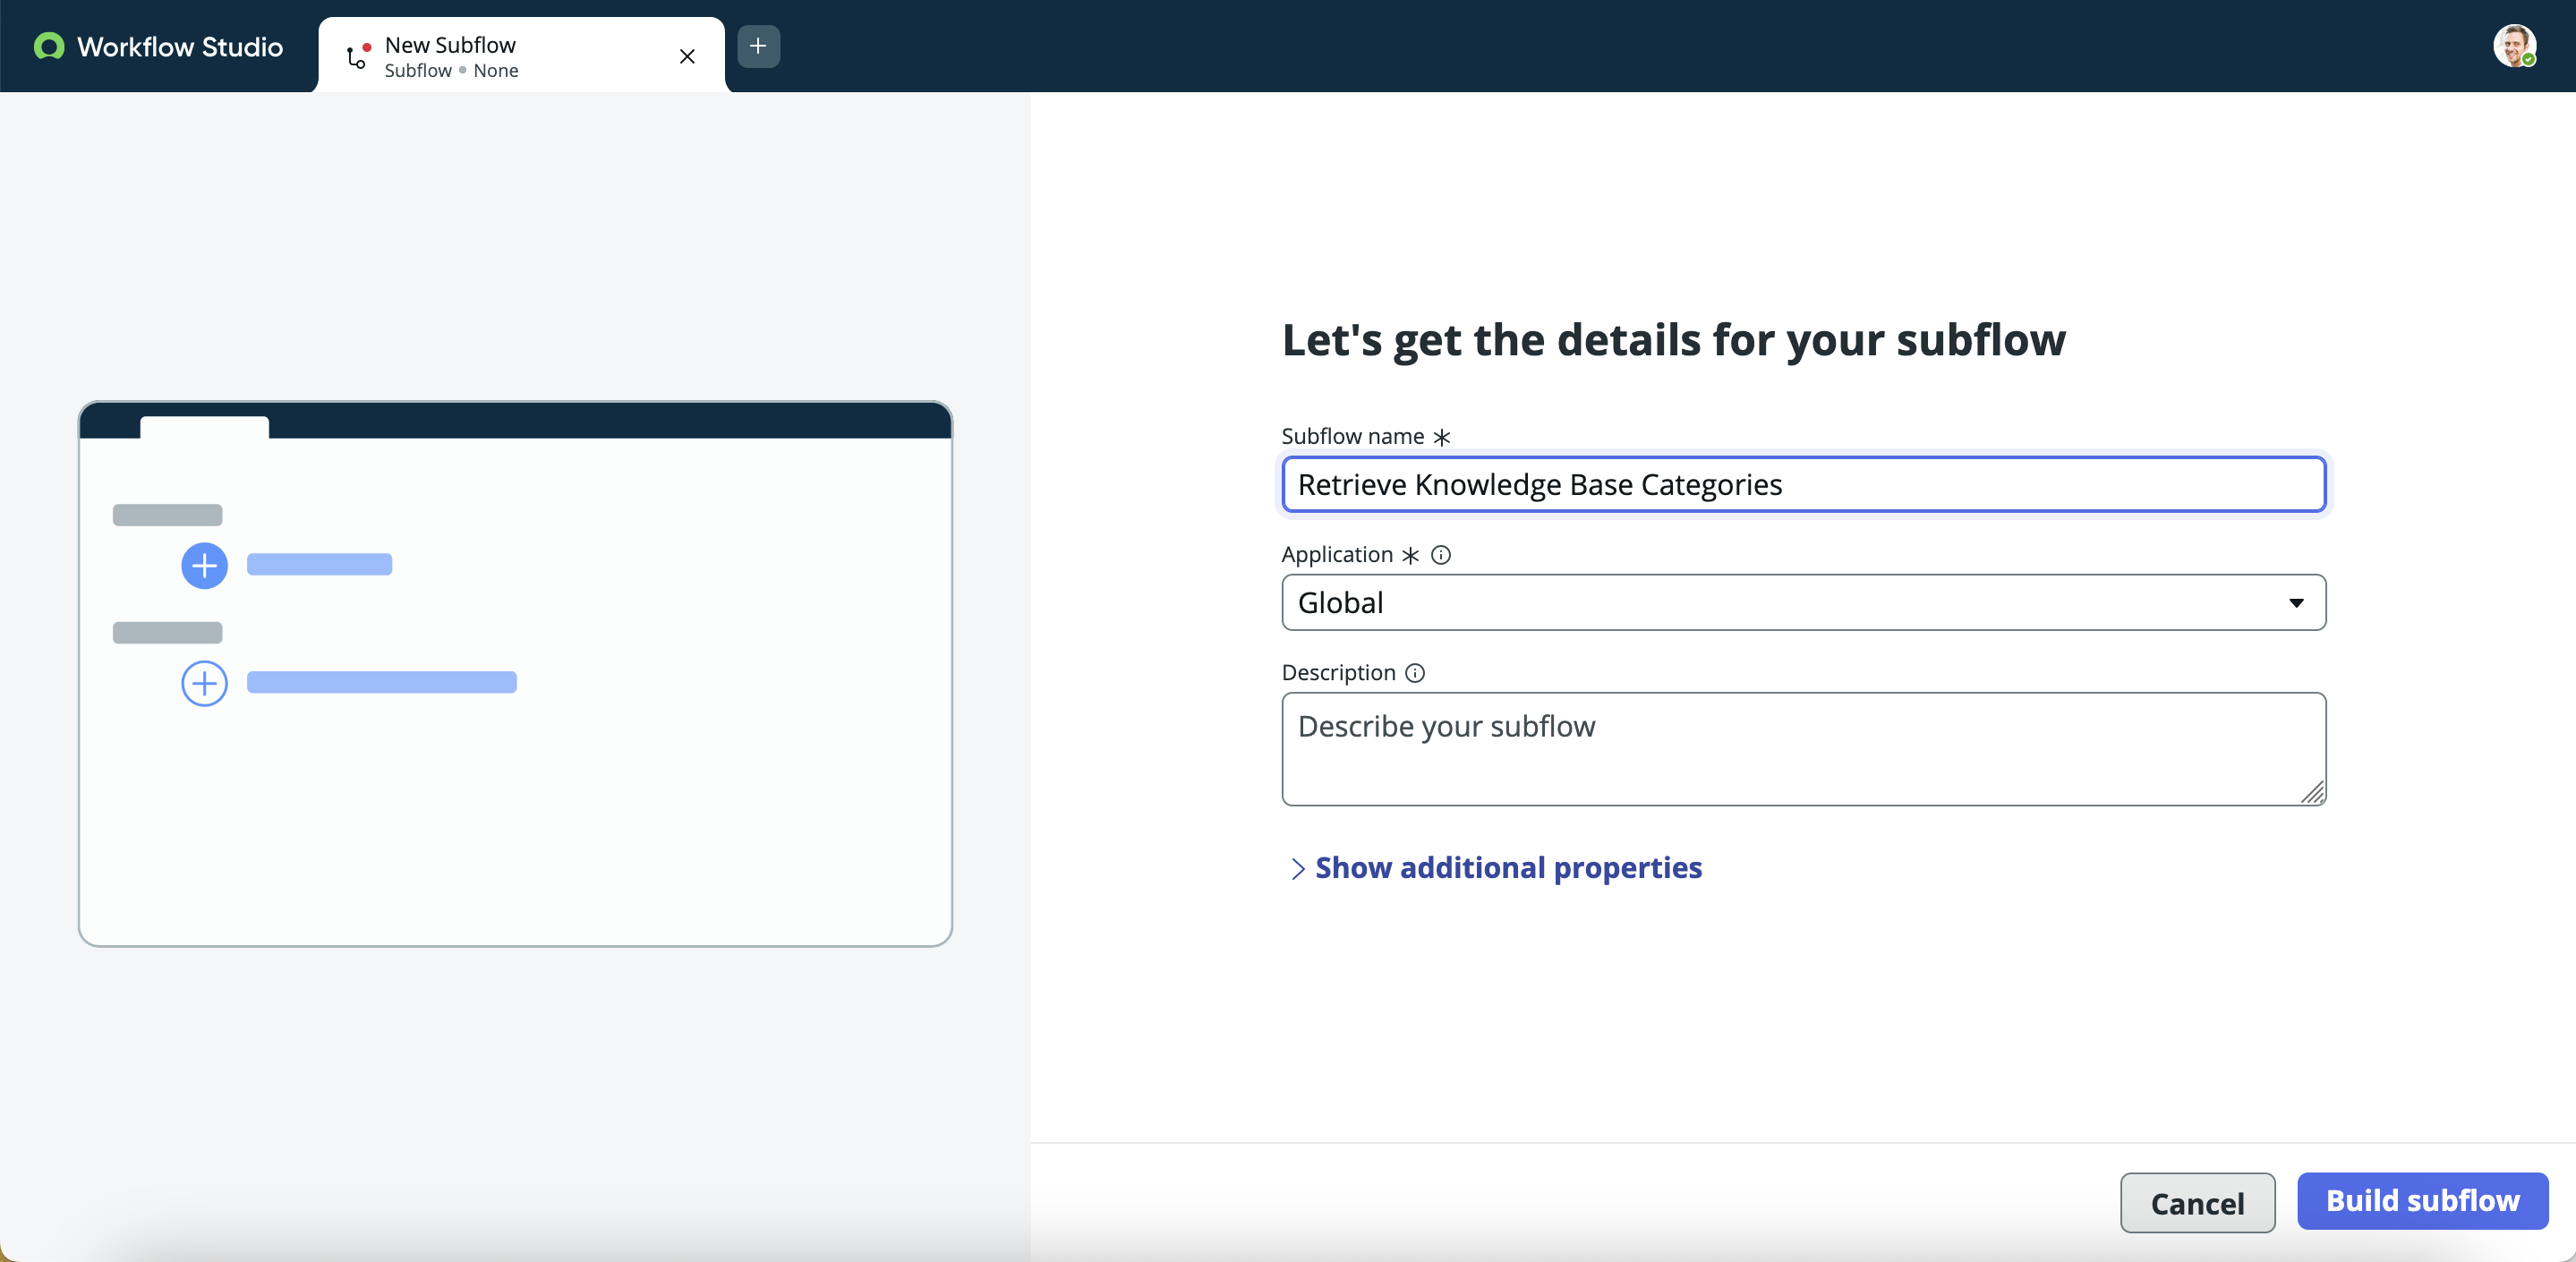 Workflow Studio
New Subflow
Subflow • None
Let's get the details for your subflow
Subflow name *
Retrieve Knowledge Base Categories
Application *
Global
Description
Describe your subflow
Show additional properties
Cancel
Build subflow